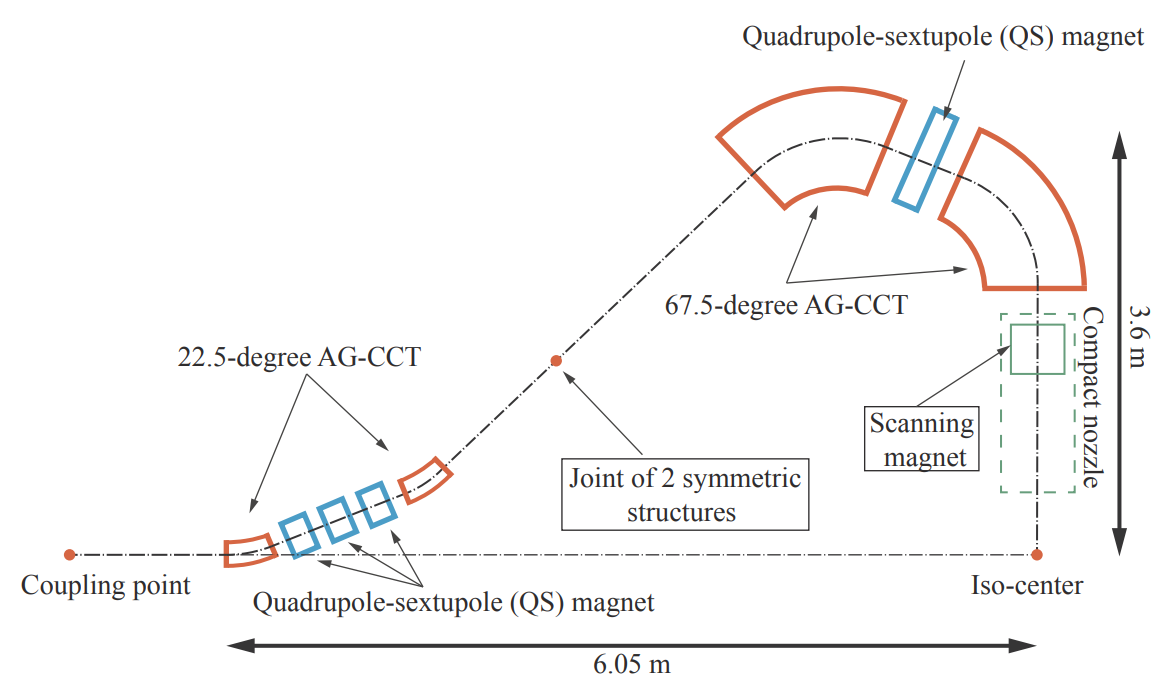 Quadrupole-sextupole (QS) magnet
67.5-degree AG-CCT
3.6 m
Compact nozzle
22.5-degree AG-CCT
Scanning
magnet
Joint of 2 symmetric
structures
Coupling point
Iso-center
Quadrupole-sextupole (QS) magnet
6.05 m